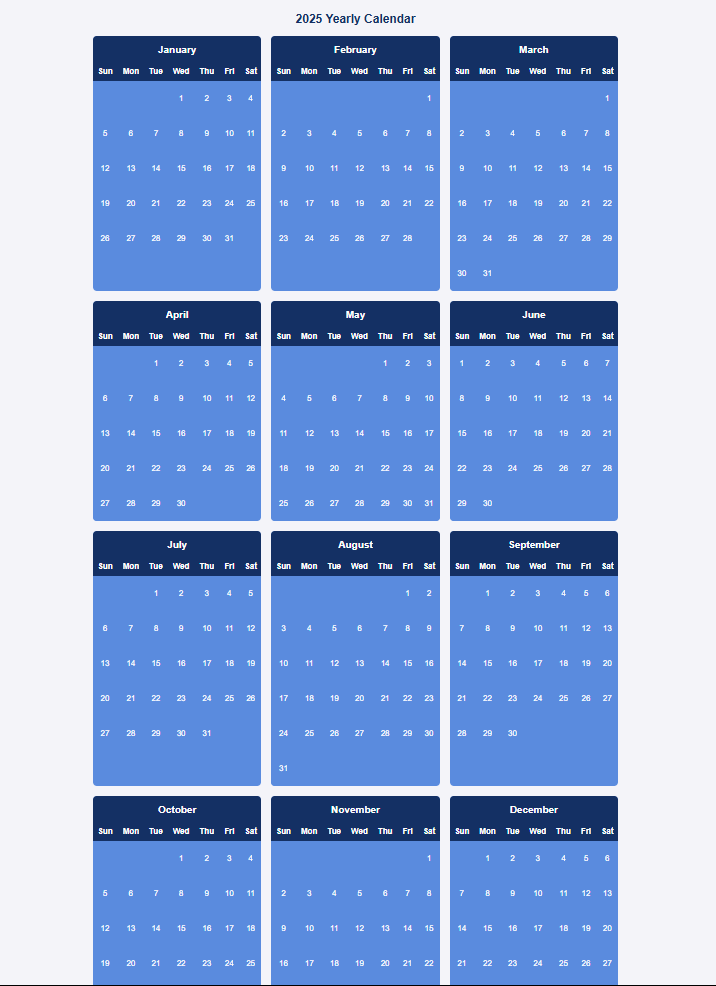 2025 Yearly Calendar
January February March
Sun Mon Tue Wed Thu Fri Sat Sun Mon Tue Wed Thu Fri Sat Sun Mon Tue Wed Thu Fri Sat
1 2 3 4 1 1
5 6 7 8 9 10 11 2 3 4 5 6 7 8 2 3 4 5 6 7 8
12 13 14 15 16 17 18 9 10 11 12 13 14 15 9 10 11 12 13 14 15
19 20 21 22 23 24 25 16 17 18 19 20 21 22 16 17 18 19 20 21 22
26 27 28 29 30 31 23 24 25 26 27 28 23 24 25 26 27 28 29
30 31
April May June
Sun Mon Tue Wed Thu Fri Sat Sun Mon Tue Wed Thu Fri Sat Sun Mon Tue Wed Thu Fri Sat
1 2 3 4 5 1 2 3 1 2 3 4 5 6 7
6 7 8 9 10 11 12 4 5 6 7 8 9 10 8 9 10 11 12 13 14
13 14 15 16 17 18 19 11 12 13 14 15 16 17 15 16 17 18 19 20 21
20 21 22 23 24 25 26 18 19 20 21 22 23 24 22 23 24 25 26 27 28
27 28 29 30 25 26 27 28 29 30 31 29 30
July August September
Sun Mon Tue Wed Thu Fri Sat Sun Mon Tue Wed Thu Fri Sat Sun Mon Tue Wed Thu Fri Sat
1 2 3 4 5 1 2 1 2 3 4 5 6
6 7 8 9 10 11 12 3 4 5 6 7 8 9 7 8 9 10 11 12 13
13 14 15 16 17 18 19 10 11 12 13 14 15 16 14 15 16 17 18 19 20
20 21 22 23 24 25 26 17 18 19 20 21 22 23 21 22 23 24 25 26 27
27 28 29 30 31 24 25 26 27 28 29 30 28 29 30
31
October November December
Sun Mon Tue Wed Thu Fri Sat Sun Mon Tue Wed Thu Fri Sat Sun Mon Tue Wed Thu Fri Sat
1 2 3 4 1 1 2 3 4 5 6
5 6 7 8 9 10 11 2 3 4 5 6 7 8 7 8 9 10 11 12 13
12 13 14 15 16 17 18 9 10 11 12 13 14 15 14 15 16 17 18 19 20
19 20 21 22 23 24 25 16 17 18 19 20 21 22 21 22 23 24 25 26 27